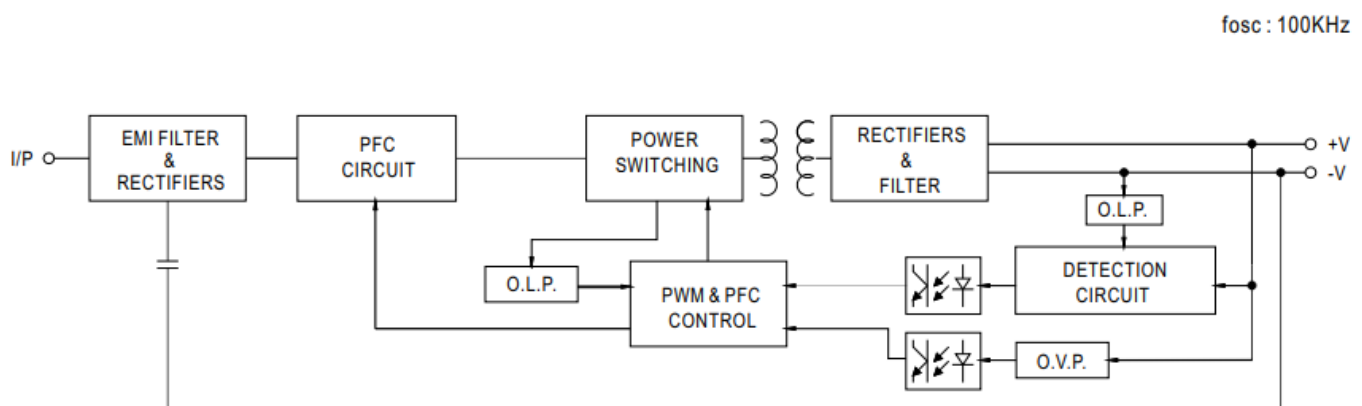 fosc : 100KHz
I/P
EMI FILTER
&
RECTIFIERS
PFC
CIRCUIT
POWER
SWITCHING
RECTIFIERS
&
FILTER
+V
-V
O.L.P.
O.L.P.
PWM & PFC
CONTROL
DETECTION
CIRCUIT
O.V.P.